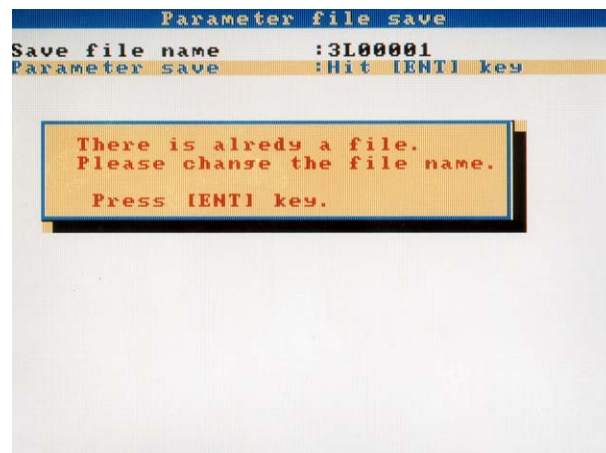 Parameter file save
Save file name :3L00001
Parameter save :Hit [ENT] key
There is alredy a file.
Please change the file name.
Press [ENT] key.